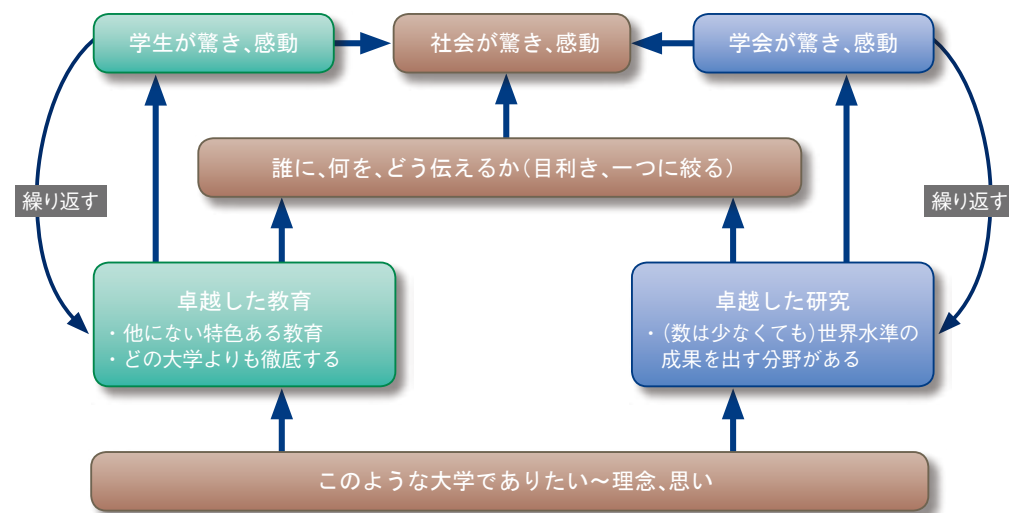 学生が驚き、感動
社会が驚き、感動
学会が驚き、感動
誰に、何を、どう伝えるか（目利き、一つに絞る）
繰り返す
繰り返す
卓越した教育
・他にない特色ある教育
・どの大学よりも徹底する
卓越した研究
・（数は少なくても）世界水準の
成果を出す分野がある
このような大学でありたい～理念、思い